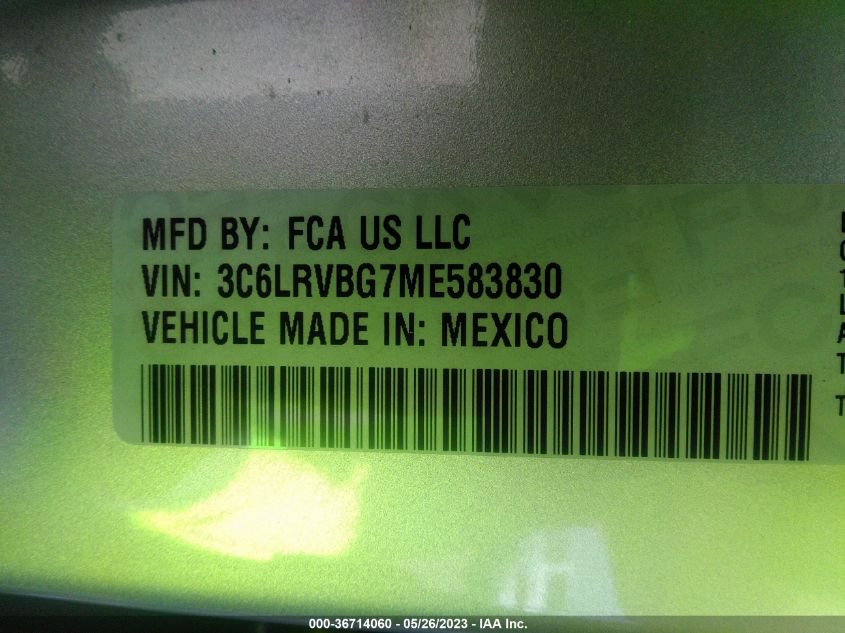 MFD BY: FCA US LLC
VIN: 3C6LRVBG7ME583830
VEHICLE MADE IN: MEXICO
000-36714060 - 05/26/2023 - IAA Inc.